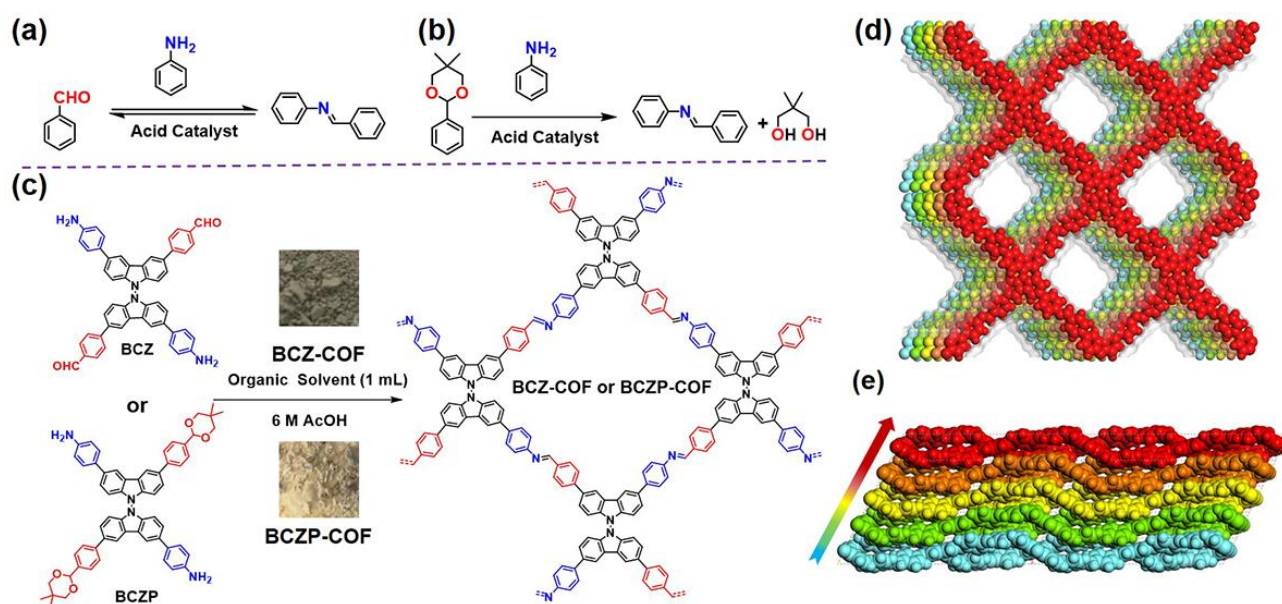 (a)
NH2
CHO
Acid Catalyst
N
(b)
NH2
O O
Acid Catalyst
N
+
OH OH
(c)
H2N
CHO
N
N
OHC
NH2
BCZ
or
H2N
O
O
N
N
O
O
NH2
BCZP
BCZ-COF
Organic Solvent (1 mL)
6 M AcOH
BCZP-COF
N
N
N
N
N
N
BCZ-COF or BCZP-COF
N
N
N
N
N
N
N
N
N
N
N
N
(d)
(e)